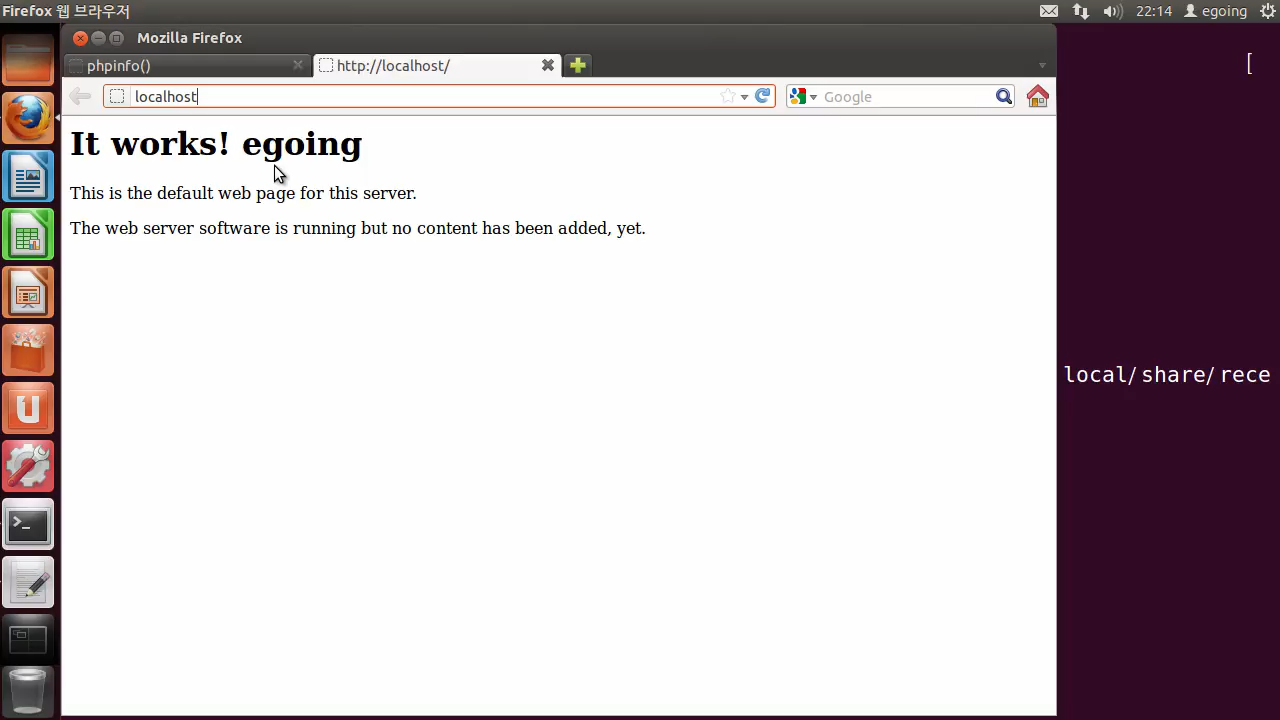 Firefox 웹 브라우저
22:14
egoing
Mozilla Firefox
phpinfo()
http://localhost/
localhost
Google
It works! egoing
This is the default web page for this server.
The web server software is running but no content has been added, yet.
[
local/share/rece